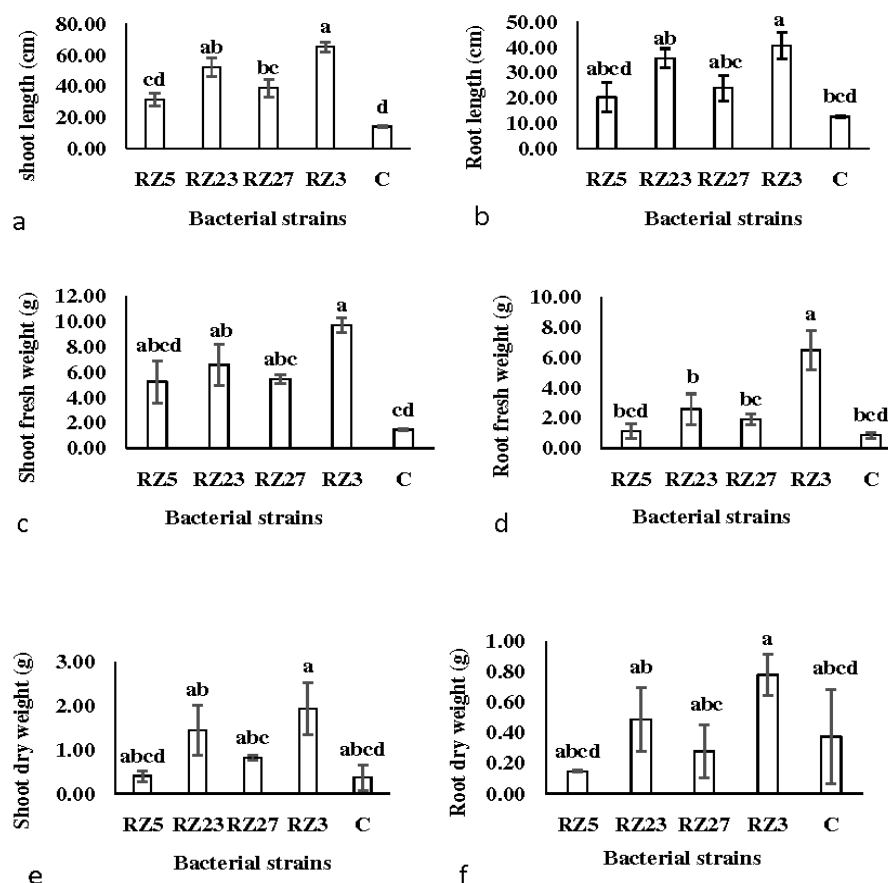 80.00
60.00
40.00
20.00
0.00
shoot length (cm)
cd
ab
bc
a
d
RZ5 RZ23 RZ27 RZ3 C
Bacterial strains
a
50.00
40.00
30.00
20.00
10.00
0.00
Root length (cm)
abcd
ab
abc
a
bcd
RZ5 RZ23 RZ27 RZ3 C
Bacterial strains
b
12.00
10.00
8.00
6.00
4.00
2.00
0.00
Shoot fresh weight (g)
abcd
ab
abc
a
cd
RZ5 RZ23 RZ27 RZ3 C
Bacterial strains
c
10.00
8.00
6.00
4.00
2.00
0.00
Root fresh weight (g)
bcd
b
bc
a
bcd
RZ5 RZ23 RZ27 RZ3 C
Bacterial strains
d
3.00
2.00
1.00
0.00
Shoot dry weight (g)
abcd
ab
abc
a
abcd
RZ5 RZ23 RZ27 RZ3 C
Bacterial strains
e
1.00
0.80
0.60
0.40
0.20
0.00
Root dry weight (g)
abcd
ab
abc
a
abcd
RZ5 RZ23 RZ27 RZ3 C
Bacterial strains
f